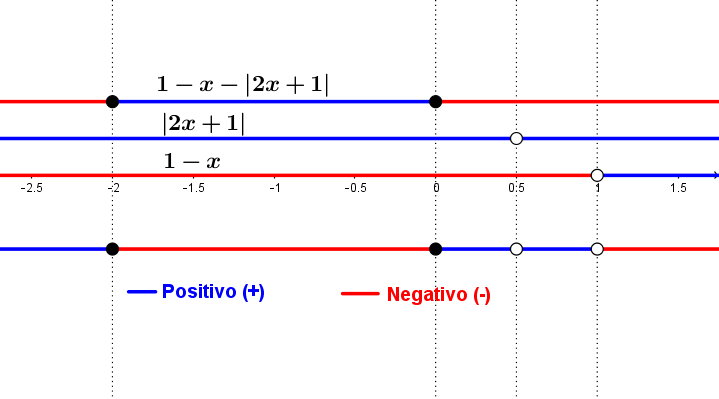 1 − x − |2x + 1|
|2x + 1|
1 − x
-2.5 -2 -1.5 -1 -0.5 0 0.5 1 1.5
Positivo (+) Negativo (-)